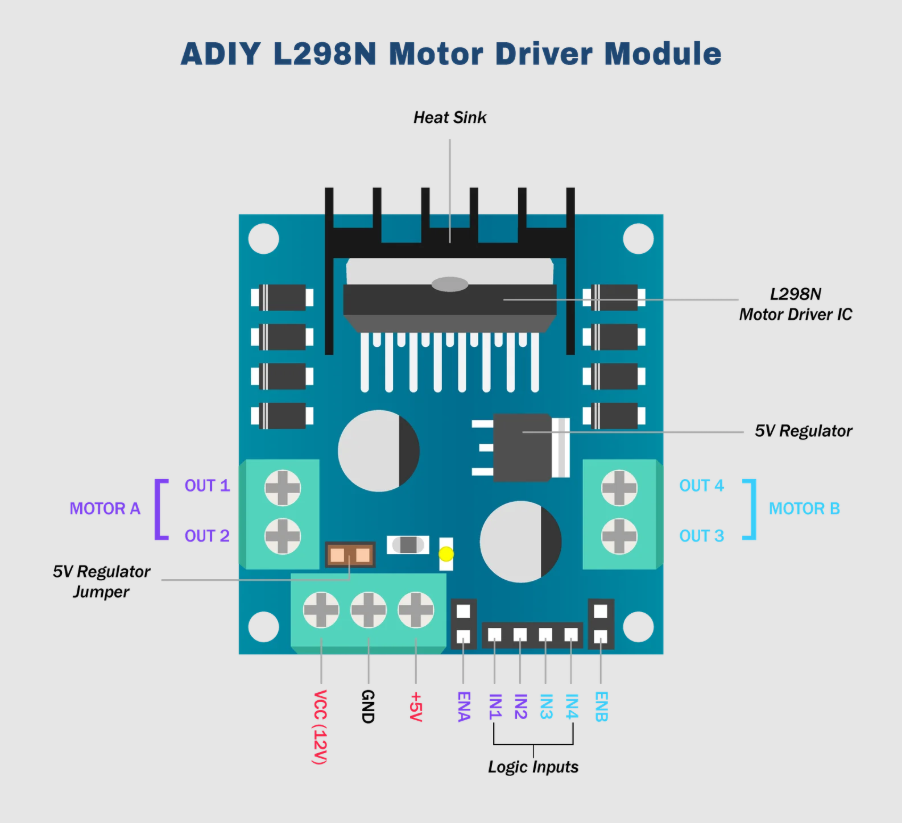 ADIY L298N Motor Driver Module
Heat Sink
L298N
Motor Driver IC
5V Regulator
OUT 1
MOTOR A
OUT 2
OUT 4
MOTOR B
OUT 3
5V Regulator
Jumper
VCC (12V)
GND
+5V
ENA
IN1
IN2
IN3
IN4
ENB
Logic Inputs